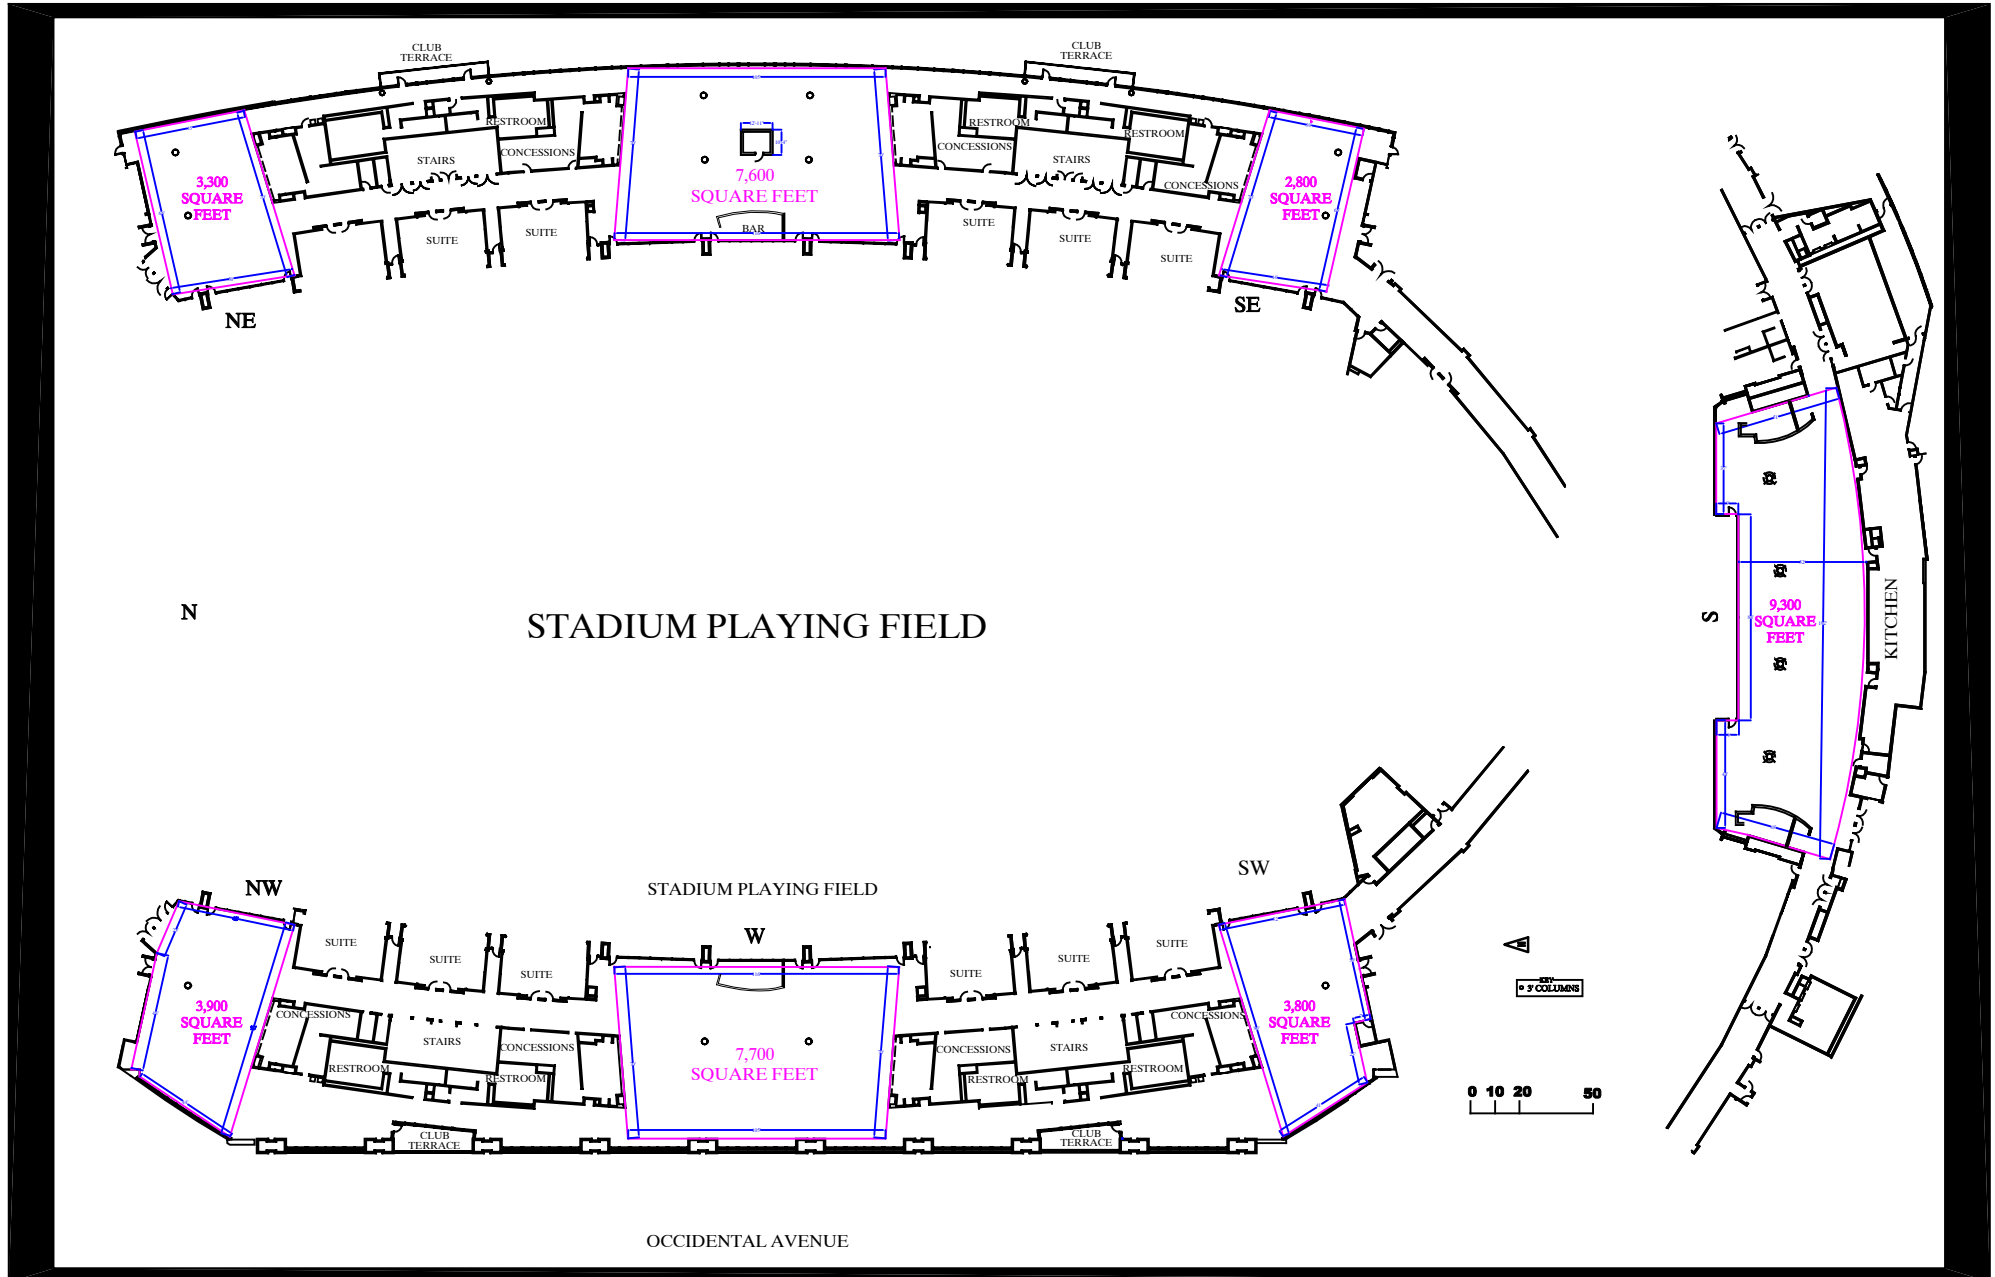 CLUB
TERRACE
CLUB
TERRACE
RESTROOM
CONCESSIONS
STAIRS
3,300
SQUARE
FEET
SUITE
SUITE
NE
7,600
SQUARE FEET
BAR
RESTROOM
CONCESSIONS
STAIRS
RESTROOM
CONCESSIONS
SUITE
SUITE
SUITE
2,800
SQUARE
FEET
SE
N
STADIUM PLAYING FIELD
S
9,300
SQUARE
FEET
KITCHEN
NW
STADIUM PLAYING FIELD
W
SW
SUITE
SUITE
SUITE
SUITE
SUITE
SUITE
3,900
SQUARE
FEET
CONCESSIONS
STAIRS
CONCESSIONS
RESTROOM
RESTROOM
7,700
SQUARE FEET
CONCESSIONS
STAIRS
CONCESSIONS
RESTROOM
RESTROOM
3,800
SQUARE
FEET
KEY
3' COLUMNS
0 10 20 50
CLUB
TERRACE
CLUB
TERRACE
OCCIDENTAL AVENUE